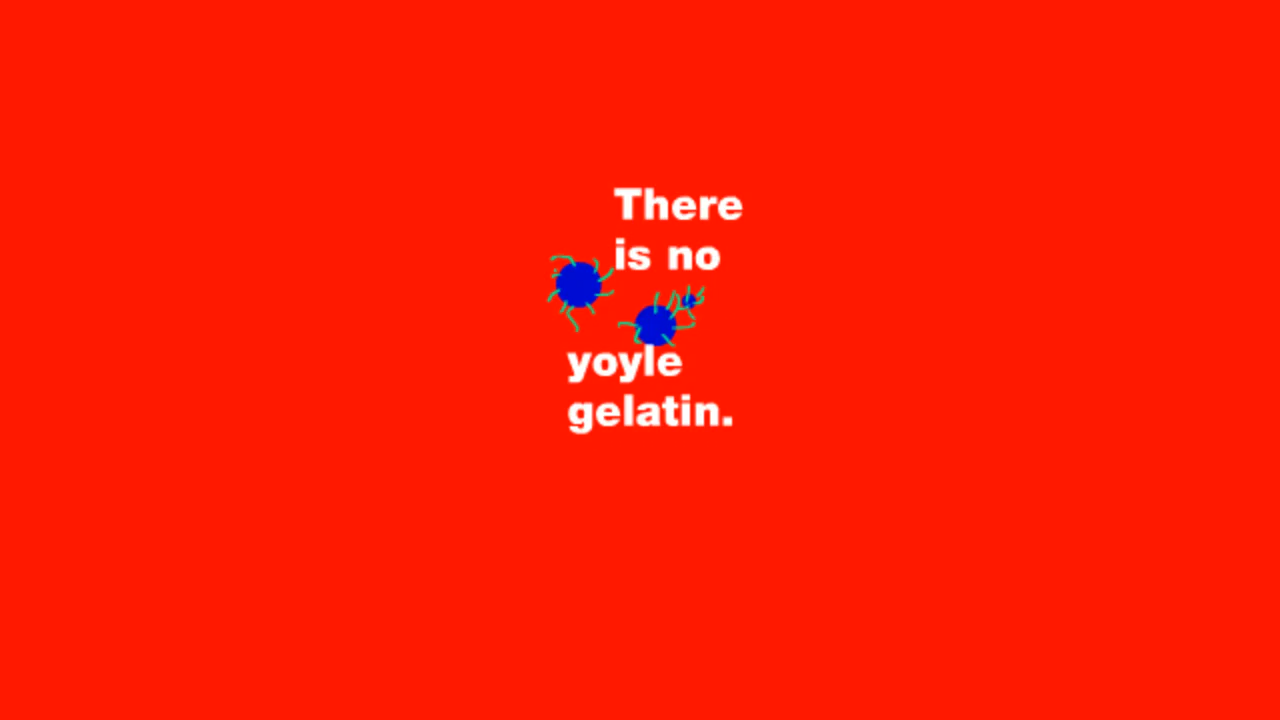 There
is no
yoyle
gelatin.